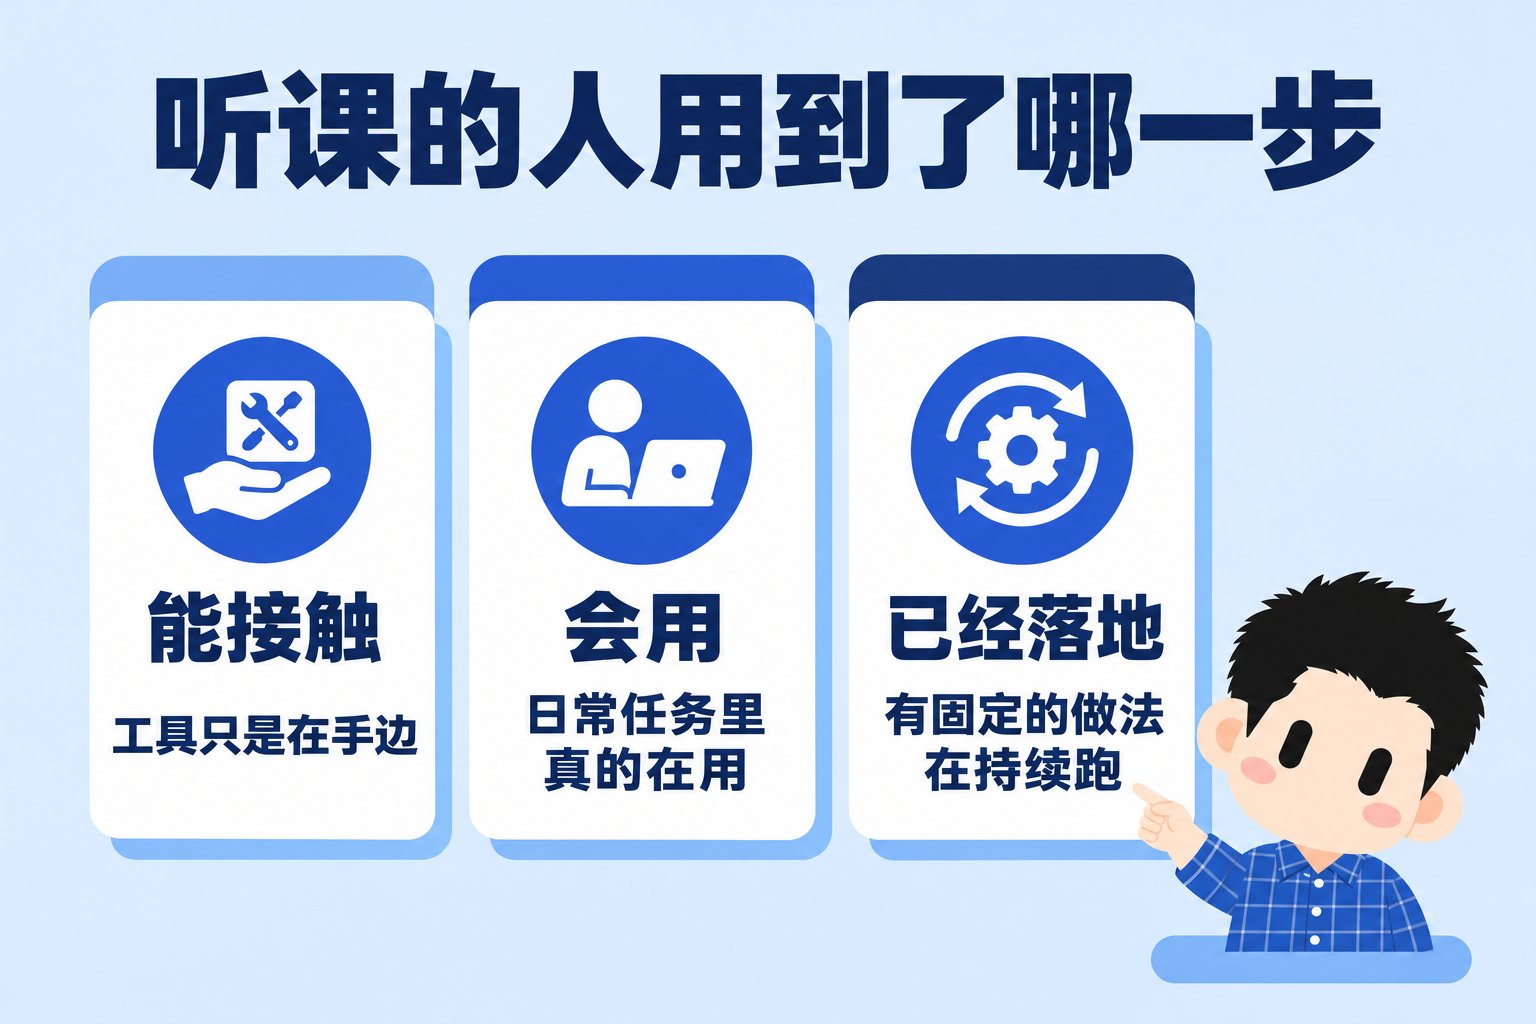 听课的人用到了哪一步
能接触
工具只是在手边
会用
日常任务里
真的在用
已经落地
有固定的做法
在持续跑